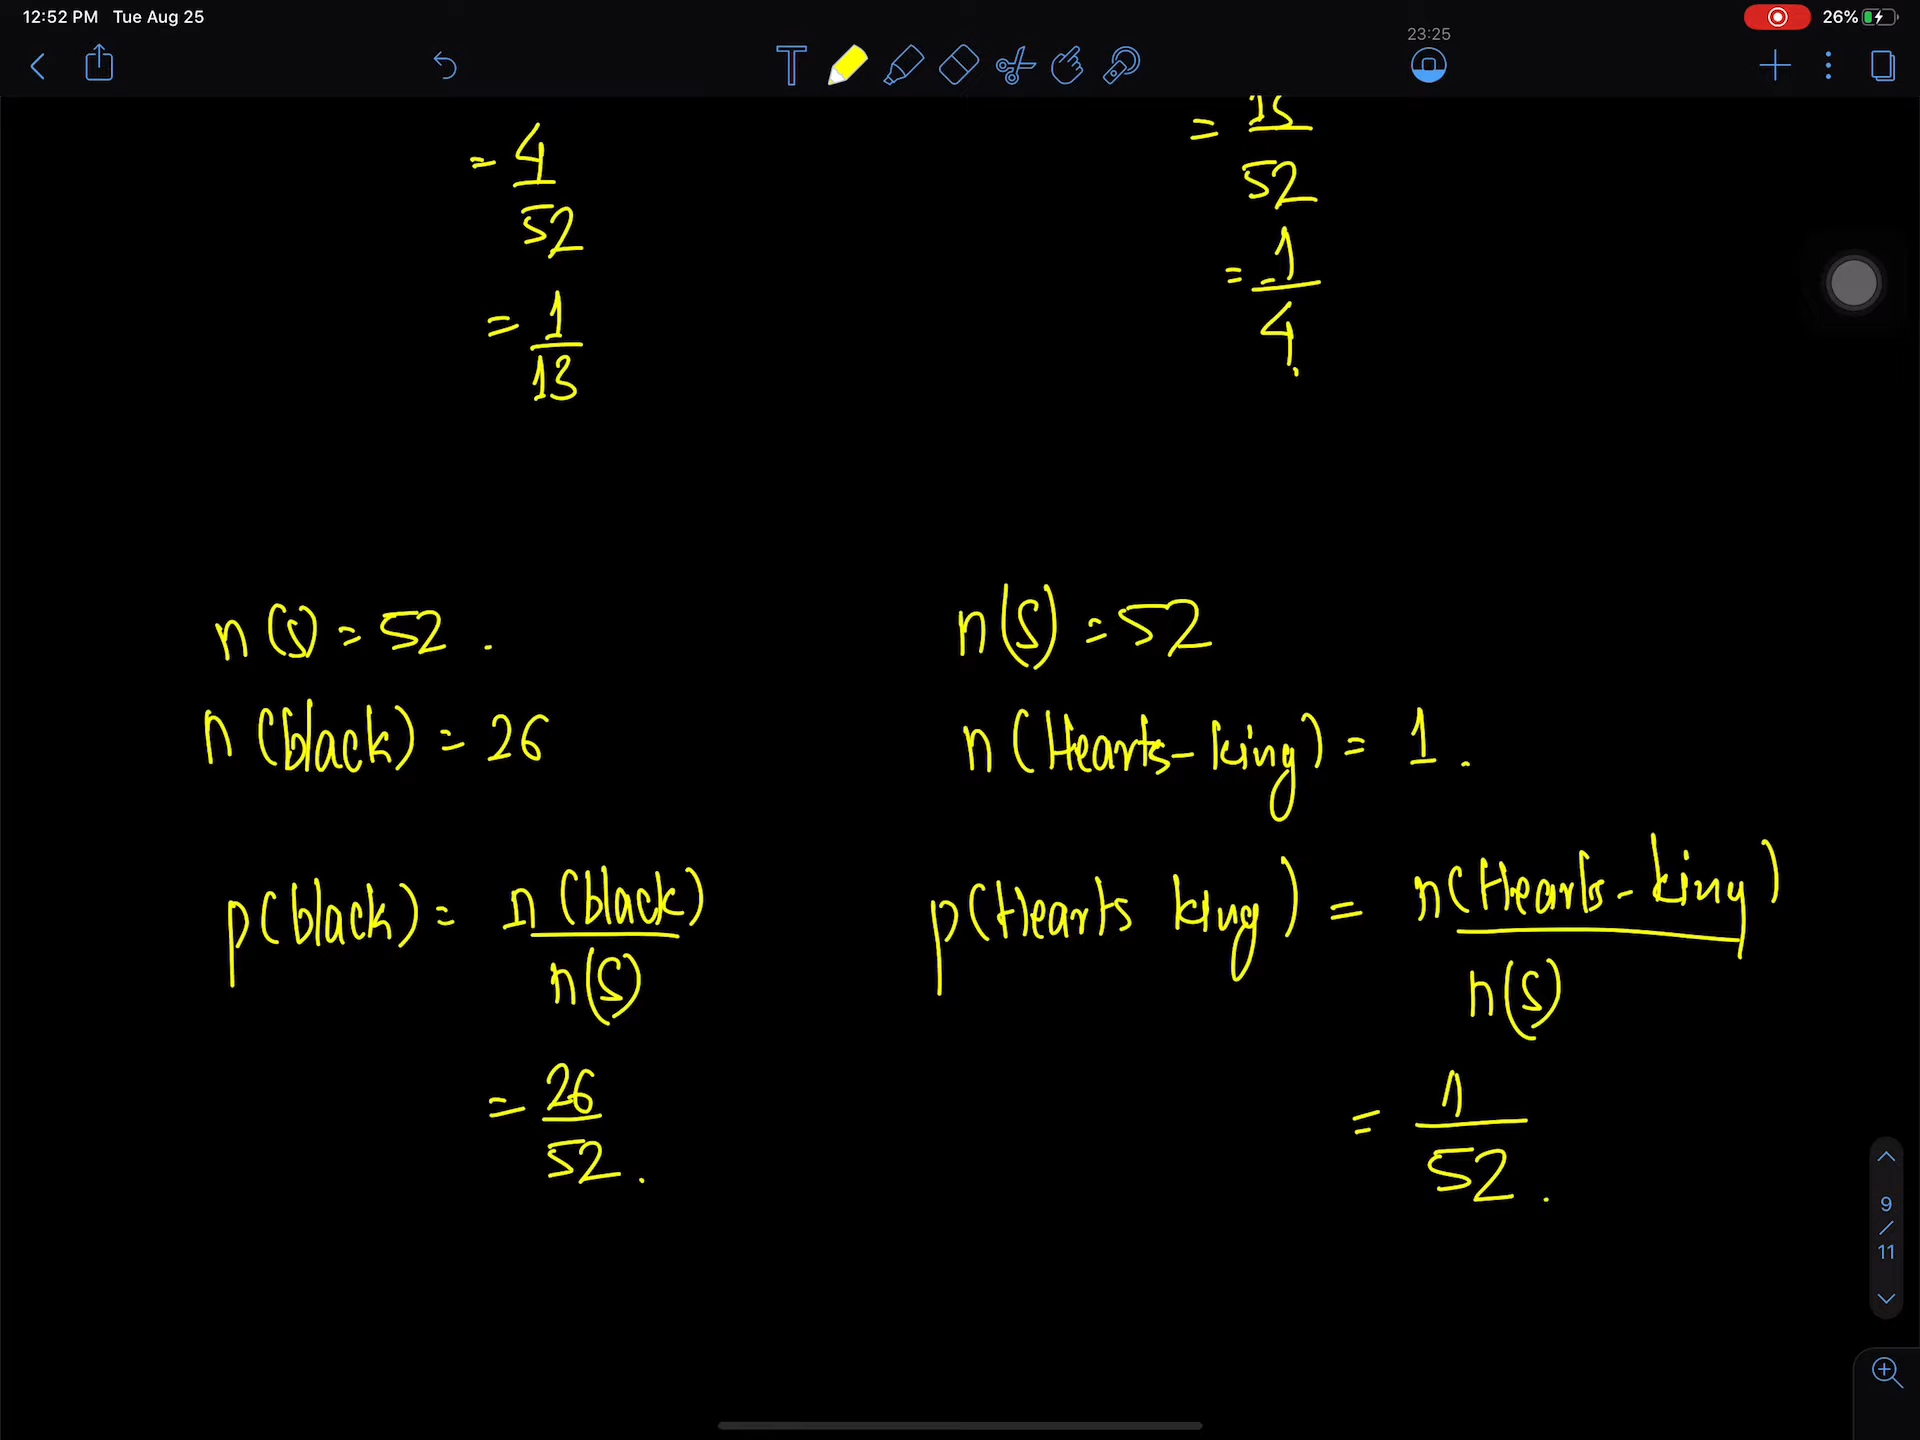 12:52 PM Tue Aug 25
26%
23:25
T
= 4/52
= 1/13
= 13/52
= 1/4.
n(s) = 52.
n(black) = 26
p(black) = n(black)/n(S)
= 26/52.
n(S) = 52
n(Hearts-king) = 1.
p(Hearts king) = n(Hearts-king)/n(S)
= 1/52.
9
/
11